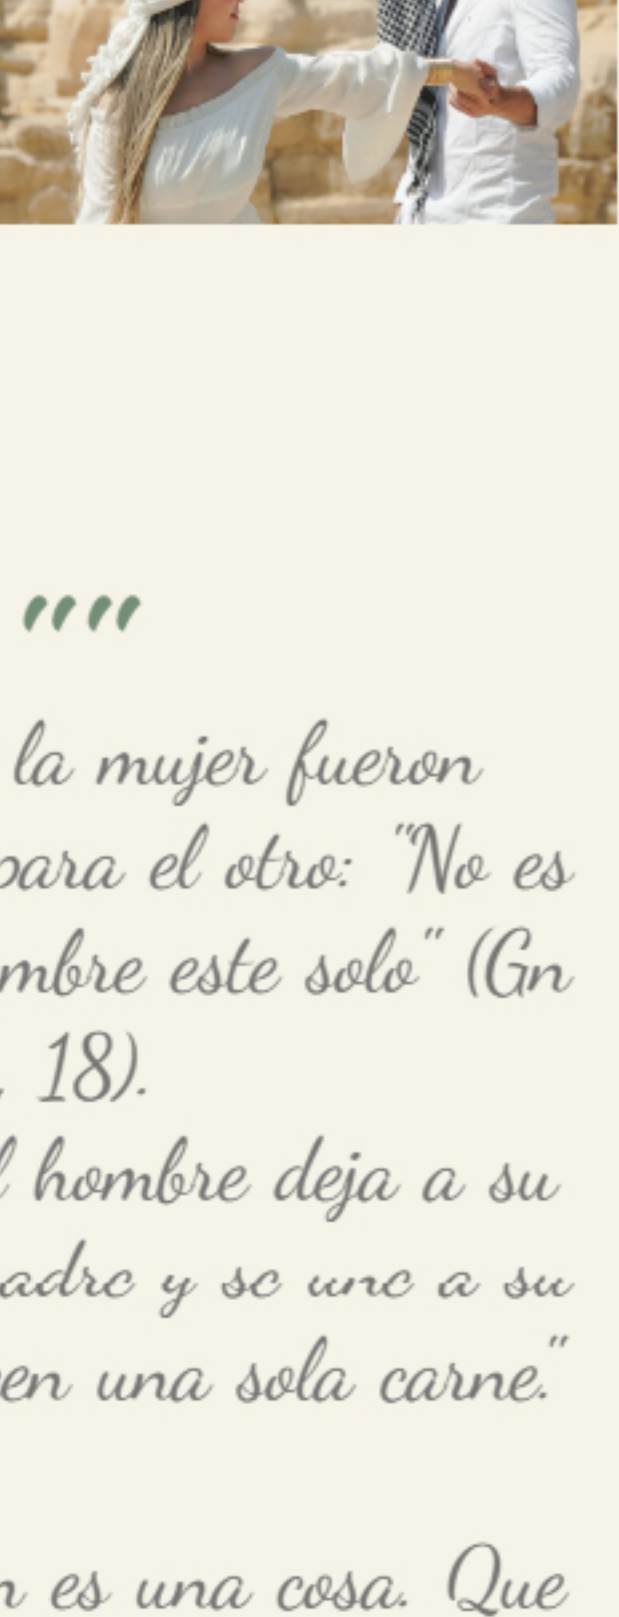 ""
la mujer fueron
para el otro: "No es
mbre este solo" (Gn
, 18).
l hombre deja a su
adre y se une a su
en una sola carne."
n es una cosa. Que